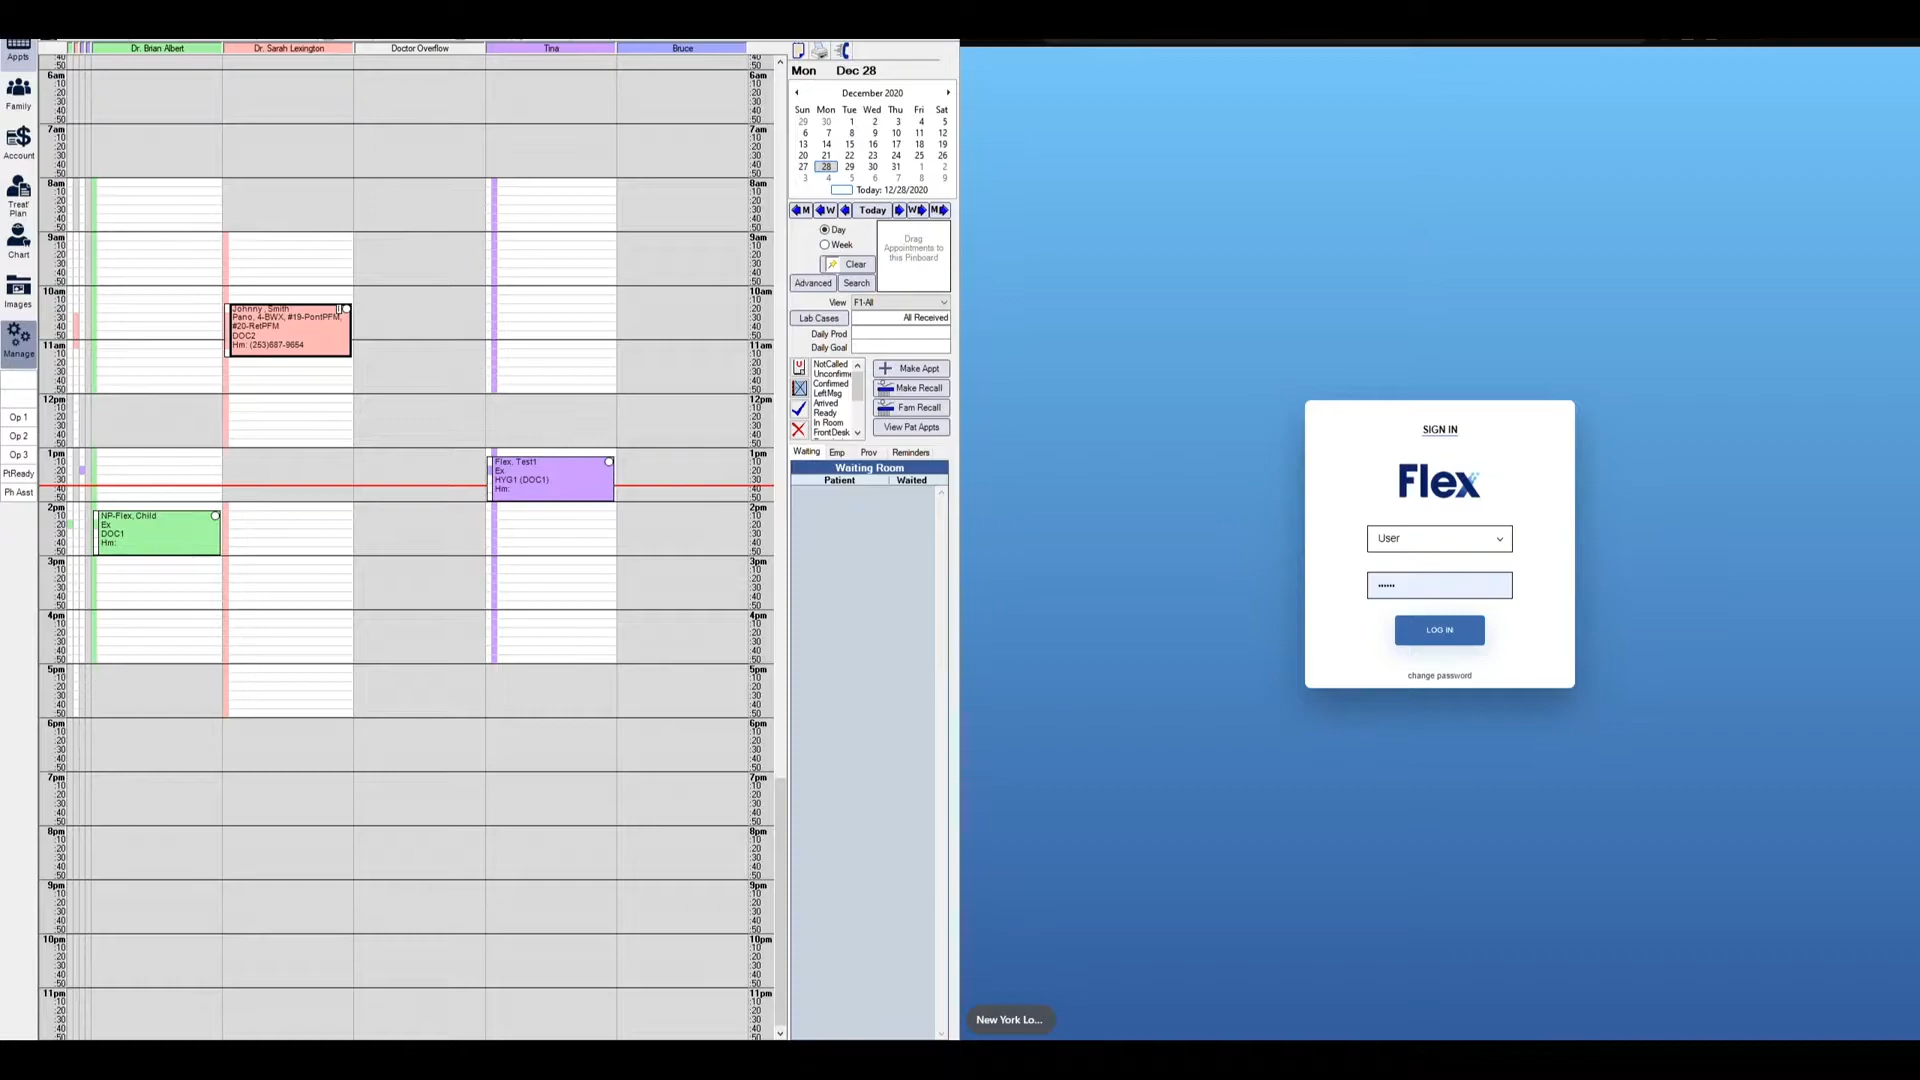 Dr. Brian Albert
Dr. Sarah Lexington
Doctor Overflow
Tina
Bruce
Appts
Family
Account
Treat'
Plan
Chart
Images
Manage
Op 1
Op 2
Op 3
PtReady
Ph Asst
6am
7am
8am
9am
10am
11am
12pm
1pm
2pm
3pm
4pm
5pm
6pm
7pm
8pm
9pm
10pm
11pm
Johnny , Smith
Pano, 4-BWX, #19-PontPFM,
#20-RetPFM
DOC2
Hm: (253)687-9654
Flex, Test1
Ex
HYG1 (DOC1)
Hm:
NP-Flex, Child
Ex
DOC1
Hm:
Mon Dec 28
December 2020
Sun Mon Tue Wed Thu Fri Sat
29 30 1 2 3 4 5
6 7 8 9 10 11 12
13 14 15 16 17 18 19
20 21 22 23 24 25 26
27 28 29 30 31 1 2
3 4 5 6 7 8 9
Today: 12/28/2020
M W Today W M
Day
Week
Clear
Drag
Appointments to
this Pinboard
Advanced Search
View F1-All
Lab Cases All Received
Daily Prod
Daily Goal
NotCalled
Unconfirme
Confirmed
LeftMsg
Arrived
Ready
In Room
FrontDesk
Make Appt
Make Recall
Fam Recall
View Pat Appts
Waiting Emp Prov Reminders
Waiting Room
Patient Waited
SIGN IN
Flex
User
LOG IN
change password
New York Lo...